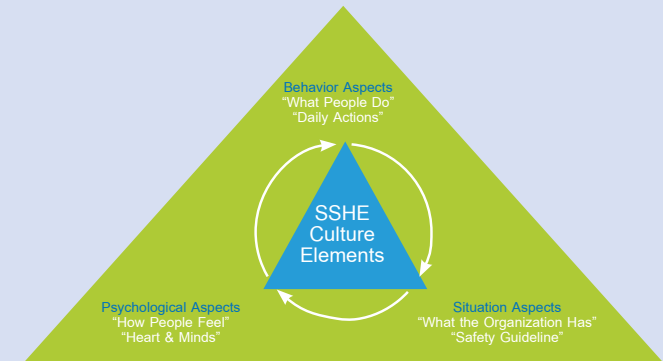 Behavior Aspects
“What People Do”
“Daily Actions”
SSHE
Culture
Elements
Psychological Aspects
“How People Feel”
“Heart & Minds”
Situation Aspects
“What the Organization Has”
“Safety Guideline”